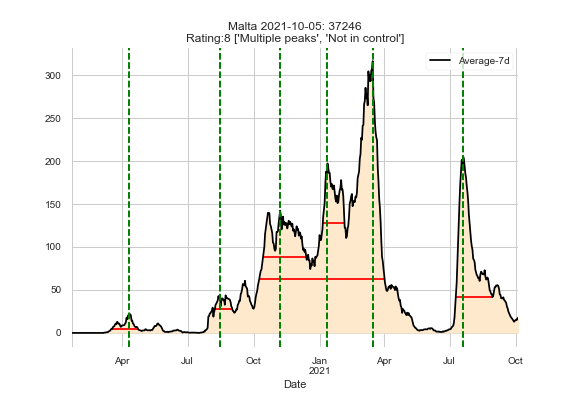 Malta 2021-10-05: 37246
Rating:8 ['Multiple peaks', 'Not in control']
Average-7d
300
250
200
150
100
50
0
Apr Jul Oct Jan Apr Jul Oct
2021
Date